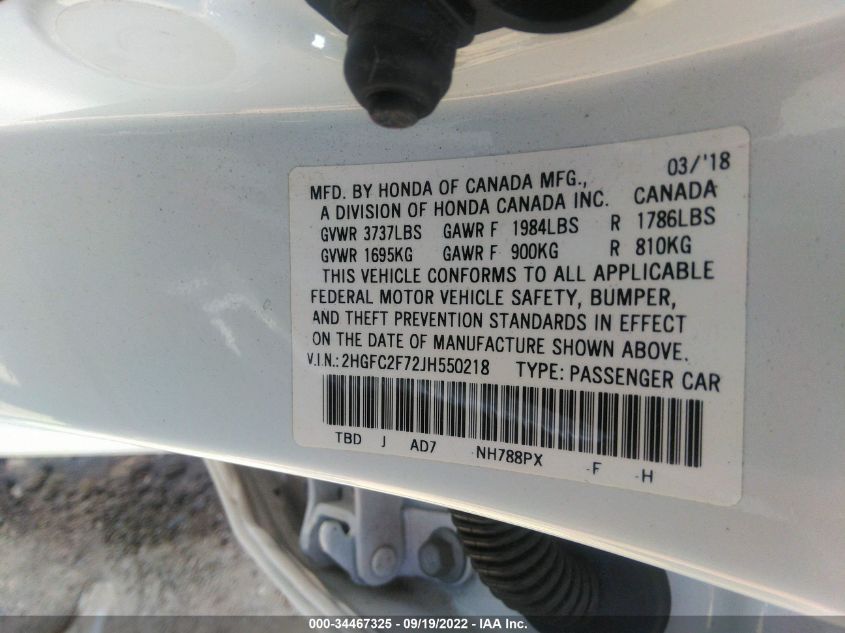 03/'18
MFD. BY HONDA OF CANADA MFG.,
A DIVISION OF HONDA CANADA INC. CANADA
GVWR 3737LBS GAWR F 1984LBS R 1786LBS
GVWR 1695KG GAWR F 900KG R 810KG
THIS VEHICLE CONFORMS TO ALL APPLICABLE
FEDERAL MOTOR VEHICLE SAFETY, BUMPER,
AND THEFT PREVENTION STANDARDS IN EFFECT
ON THE DATE OF MANUFACTURE SHOWN ABOVE.
V.I.N.: 2HGFC2F72JH550218 TYPE: PASSENGER CAR
TBD J AD7 NH788PX -F -H
000-34467325 - 09/19/2022 - IAA Inc.